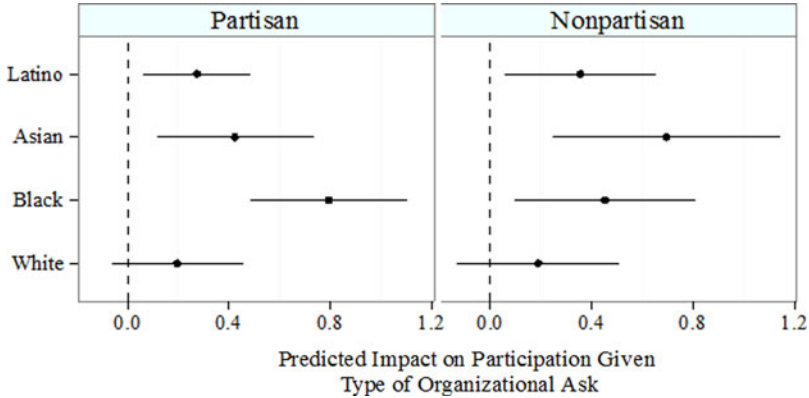 Partisan Nonpartisan
Latino
Asian
Black
White
0.0 0.4 0.8 1.2 0.0 0.4 0.8 1.2
Predicted Impact on Participation Given
Type of Organizational Ask